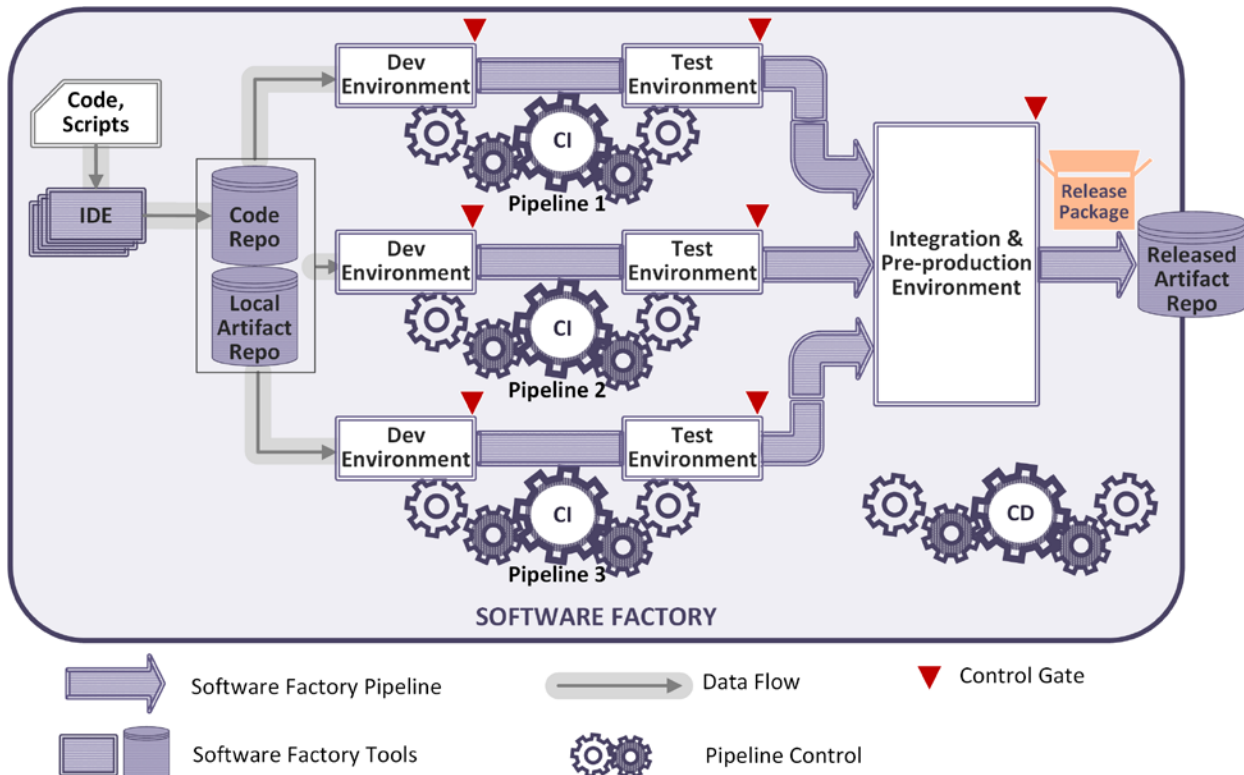 Code,
Scripts
IDE
Code
Repo
Local
Artifact
Repo
Dev
Environment
Test
Environment
CI
Pipeline 1
Dev
Environment
Test
Environment
CI
Pipeline 2
Dev
Environment
Test
Environment
CI
Pipeline 3
Integration &
Pre-production
Environment
Release
Package
Released
Artifact
Repo
CD
SOFTWARE FACTORY
Software Factory Pipeline
Data Flow
Control Gate
Software Factory Tools
Pipeline Control